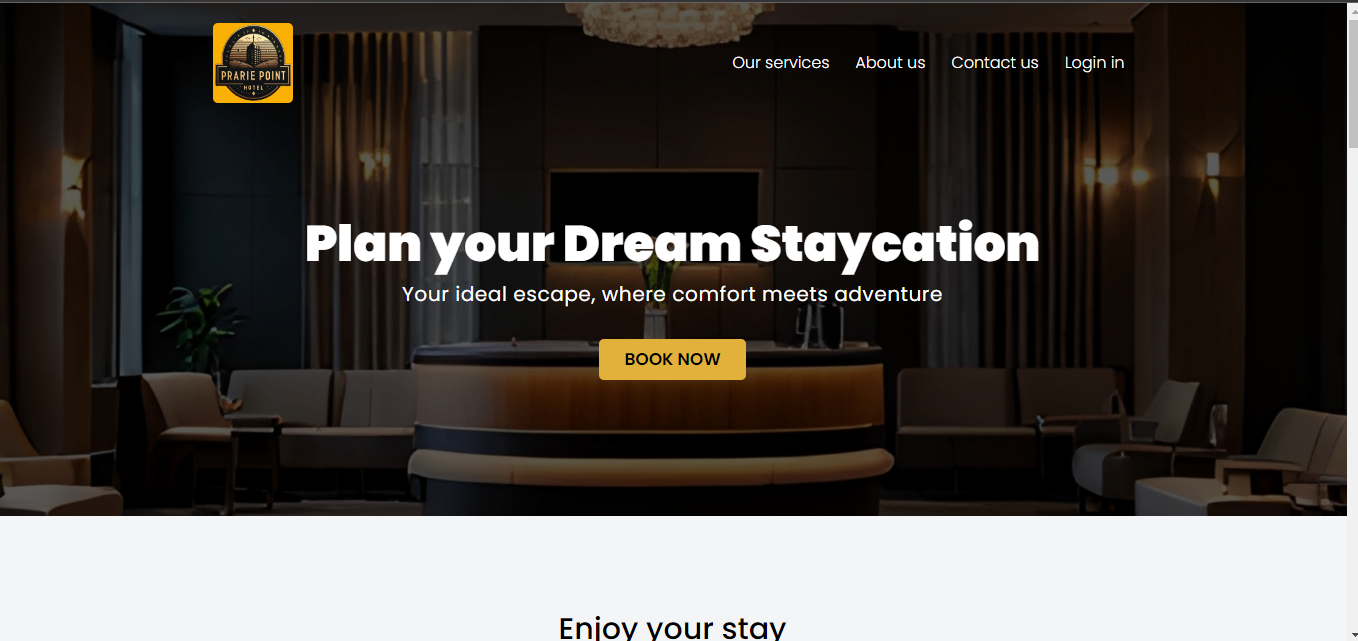 PRARIE POINT
HOTEL
Our services
About us
Contact us
Login in
Plan your Dream Staycation
Your ideal escape, where comfort meets adventure
BOOK NOW
Enjoy your stay